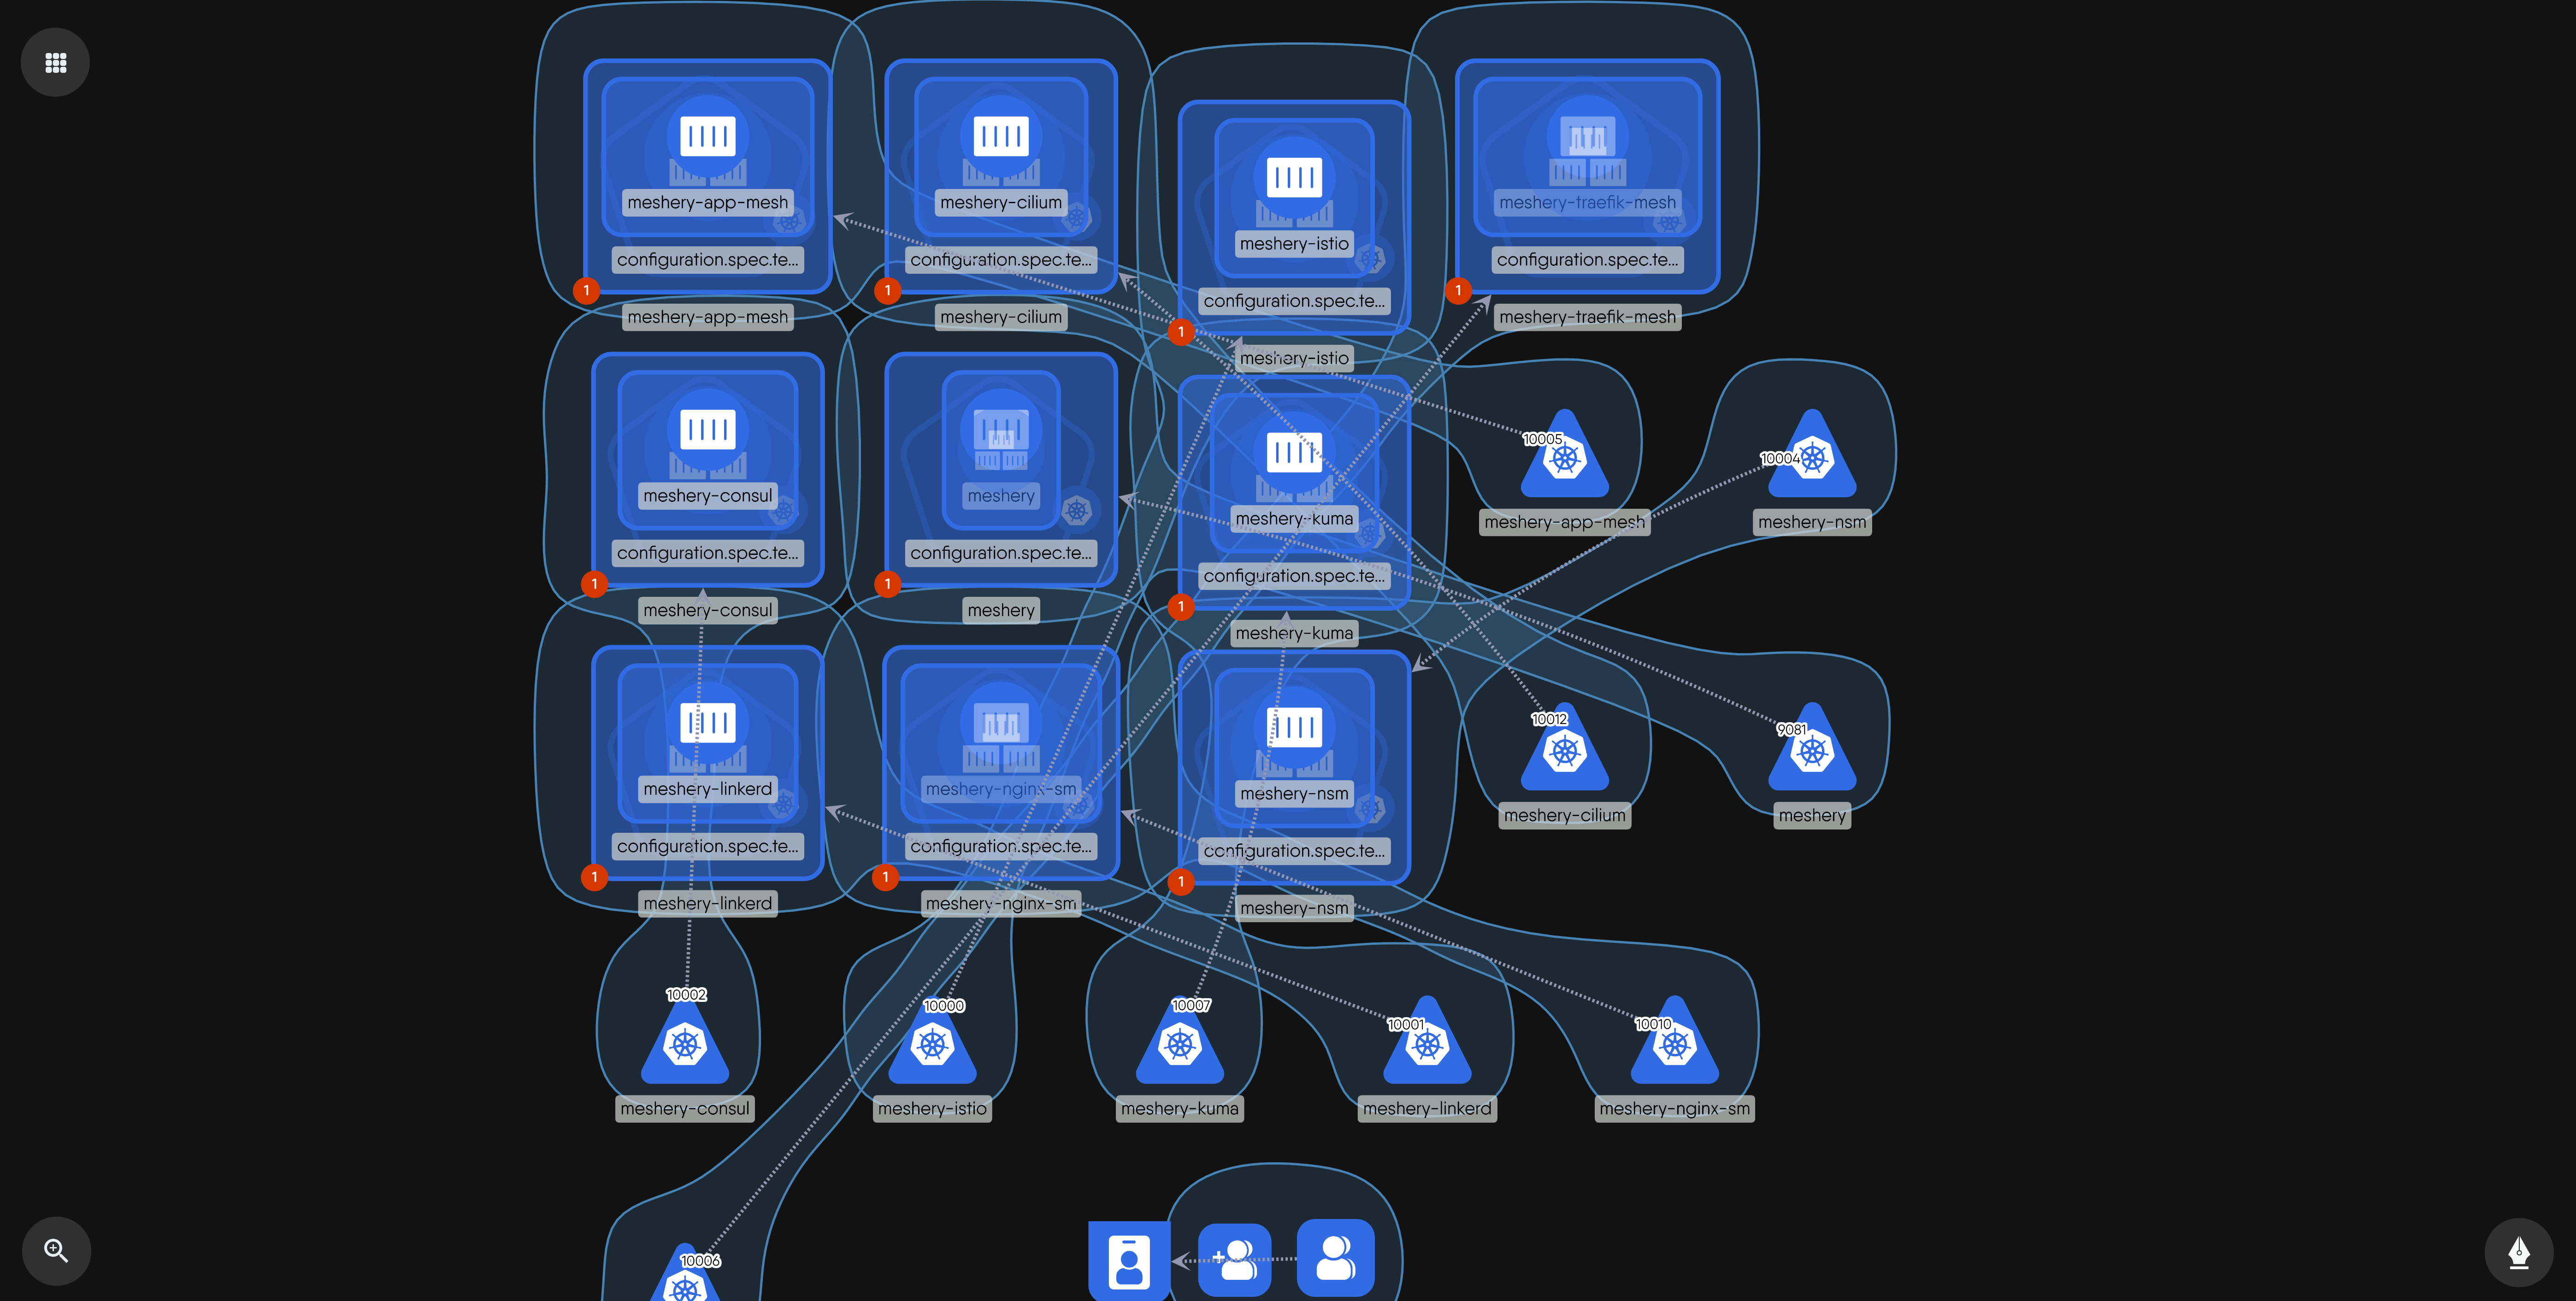 meshery-app-mesh
configuration.spec.te...
1
meshery-app-mesh
meshery-cilium
configuration.spec.te...
1
meshery-cilium
meshery-istio
configuration.spec.te...
1
meshery-istio
meshery-traefik-mesh
configuration.spec.te...
1
meshery-traefik-mesh
meshery-consul
configuration.spec.te...
1
meshery-consul
meshery
configuration.spec.te...
1
meshery
meshery-kuma
configuration.spec.te...
1
meshery-kuma
10005
meshery-app-mesh
10004
meshery-nsm
meshery-linkerd
configuration.spec.te...
1
meshery-linkerd
meshery-nginx-sm
configuration.spec.te...
1
meshery-nginx-sm
meshery-nsm
configuration.spec.te...
1
meshery-nsm
10012
meshery-cilium
9081
meshery
10002
meshery-consul
10000
meshery-istio
10007
meshery-kuma
10001
meshery-linkerd
10010
meshery-nginx-sm
10006